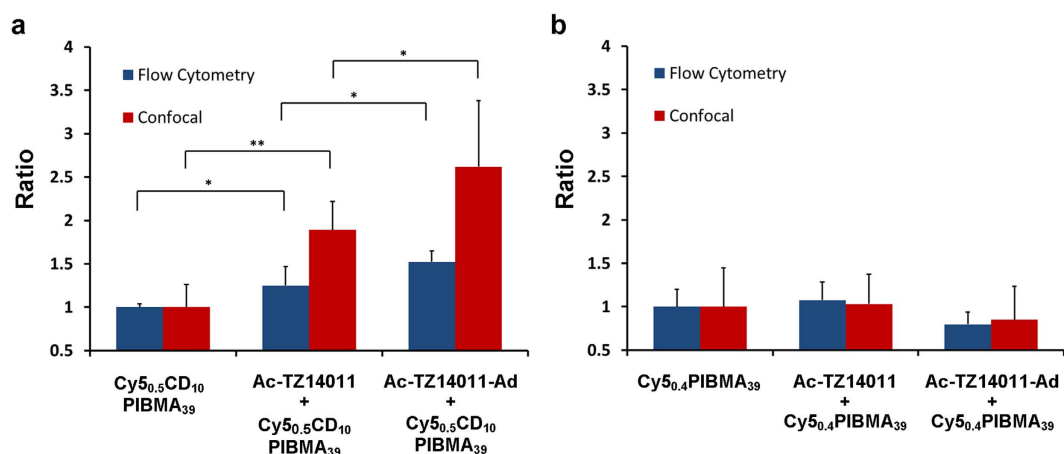 a
4
3.5
3
2.5
2
1.5
1
0.5
Ratio
Flow Cytometry
Confocal
*
**
*
*
Cy5₀.₅CD₁₀
PIBMA₃₉
Ac-TZ14011
+
Cy5₀.₅CD₁₀
PIBMA₃₉
Ac-TZ14011-Ad
+
Cy5₀.₅CD₁₀
PIBMA₃₉
b
4
3.5
3
2.5
2
1.5
1
0.5
Ratio
Flow Cytometry
Confocal
Cy5₀.₄PIBMA₃₉
Ac-TZ14011
+
Cy5₀.₄PIBMA₃₉
Ac-TZ14011-Ad
+
Cy5₀.₄PIBMA₃₉